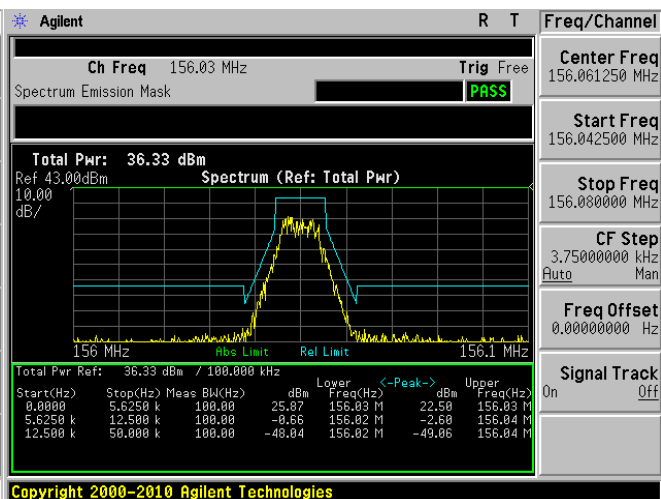 Agilent R T Freq/Channel
Ch Freq 156.03 MHz Trig Free
Spectrum Emission Mask PASS
Center Freq
156.061250 MHz
Start Freq
156.042500 MHz
Total Pwr: 36.33 dBm
Ref 43.00dBm Spectrum (Ref: Total Pwr)
10.00
dB/
Stop Freq
156.080000 MHz
CF Step
3.75000000 kHz
Auto Man
Freq Offset
0.00000000 Hz
156 MHz Abs Limit Rel Limit 156.1 MHz
Signal Track
On Off
Total Pwr Ref: 36.33 dBm / 100.000 kHz
Lower <-Peak-> Upper
Start(Hz) Stop(Hz) Meas BW(Hz) dBm Freq(Hz) dBm Freq(Hz)
0.0000 5.6250 k 100.00 25.87 156.03 M 22.50 156.03 M
5.6250 k 12.500 k 100.00 -0.66 156.02 M -2.60 156.04 M
12.500 k 50.000 k 100.00 -48.04 156.02 M -49.06 156.04 M
Copyright 2000-2010 Agilent Technologies